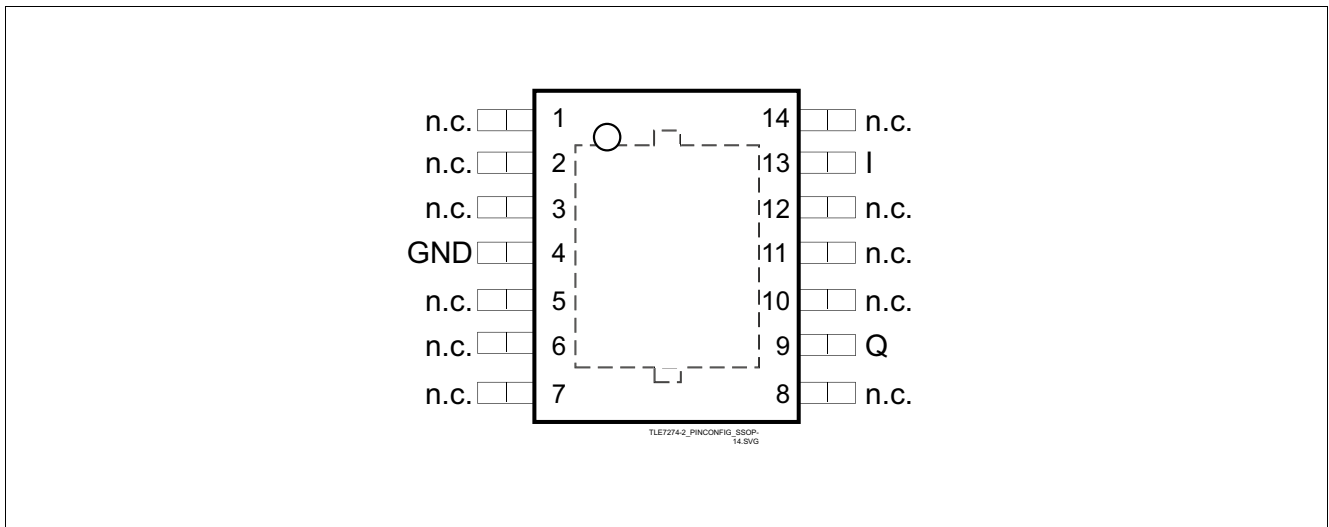 n.c. 1 14 n.c.
n.c. 2 13 I
n.c. 3 12 n.c.
GND 4 11 n.c.
n.c. 5 10 n.c.
n.c. 6 9 Q
n.c. 7 8 n.c.
TLE7274-2_PINCONFIG_SSOP-
14.SVG